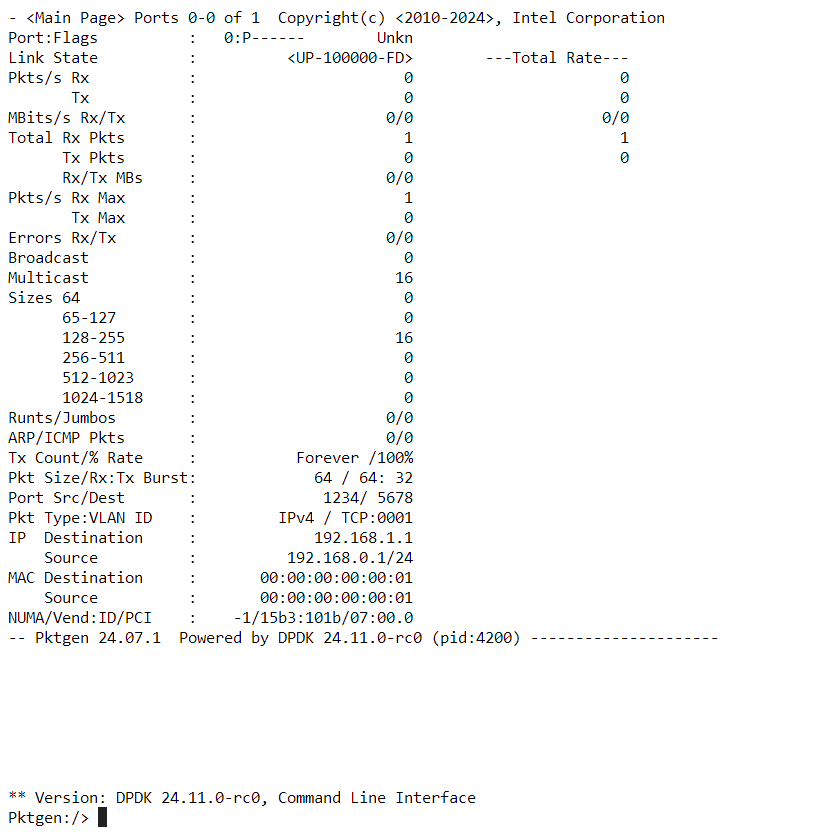 - <Main Page> Ports 0-0 of 1  Copyright(c) <2010-2024>, Intel Corporation
Port:Flags          :   0:P------        Unkn
Link State          :          <UP-100000-FD>        ---Total Rate---
Pkts/s Rx           :                       0                       0
       Tx           :                       0                       0
MBits/s Rx/Tx       :                     0/0                     0/0
Total Rx Pkts       :                       1                       1
      Tx Pkts       :                       0                       0
      Rx/Tx MBs     :                     0/0
Pkts/s Rx Max       :                       1
       Tx Max       :                       0
Errors Rx/Tx        :                     0/0
Broadcast           :                       0
Multicast           :                      16
Sizes 64            :                       0
      65-127        :                       0
      128-255       :                      16
      256-511       :                       0
      512-1023      :                       0
      1024-1518     :                       0
Runts/Jumbos        :                     0/0
ARP/ICMP Pkts       :                     0/0
Tx Count/% Rate     :           Forever /100%
Pkt Size/Rx:Tx Burst:             64 / 64: 32
Port Src/Dest       :              1234/ 5678
Pkt Type:VLAN ID    :         IPv4 / TCP:0001
IP  Destination     :             192.168.1.1
    Source          :          192.168.0.1/24
MAC Destination     :       00:00:00:00:00:01
    Source          :       00:00:00:00:00:01
NUMA/Vend:ID/PCI    :    -1/15b3:101b/07:00.0
-- Pktgen 24.07.1  Powered by DPDK 24.11.0-rc0 (pid:4200) ---------------------
** Version: DPDK 24.11.0-rc0, Command Line Interface
Pktgen:/>